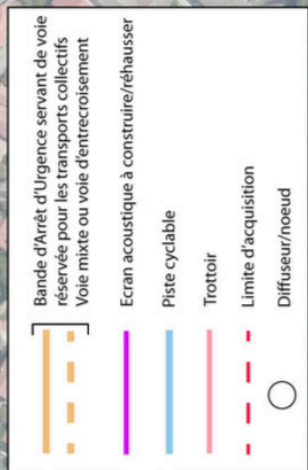 Bande d'Arrêt d'Urgence servant de voie
réservée pour les transports collectifs
Voie mixte ou voie d'entrecroisement
Ecran acoustique à construire/réhausser
Piste cyclable
Trottoir
Limite d'acquisition
Diffuseur/noeud